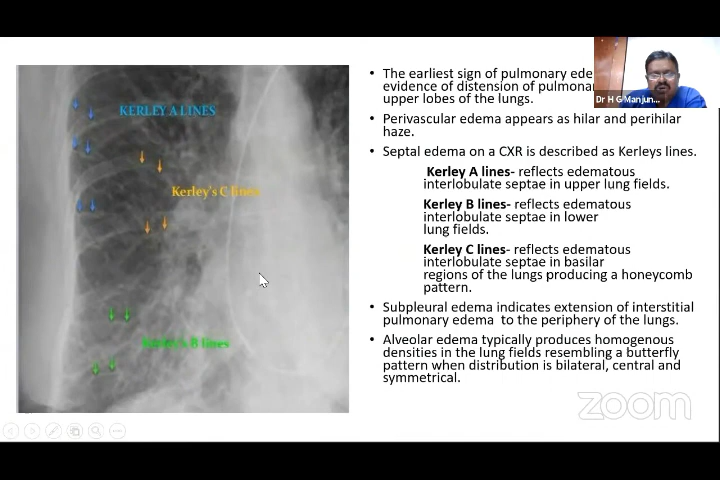 KERLEY A LINES
Kerley's C lines
Kerley's B lines
• The earliest sign of pulmonary
evidence of distension of
upper lobes of the lungs.
• Perivascular edema appears as hilar and perihilar
haze.
• Septal edema on a CXR is described as Kerleys lines.
Kerley A lines- reflects edematous
interlobulate septae in upper lung fields.
Kerley B lines- reflects edematous
interlobulate septae in lower
lung fields.
Kerley C lines- reflects edematous
interlobulate septae in basilar
regions of the lungs producing a honeycomb
pattern.
• Subpleural edema indicates extension of interstitial
pulmonary edema to the periphery of the lungs.
• Alveolar edema typically produces homogenous
densities in the lung fields resembling a butterfly
pattern when distribution is bilateral, central and
symmetrical.
Dr H G Manjun...
zoom